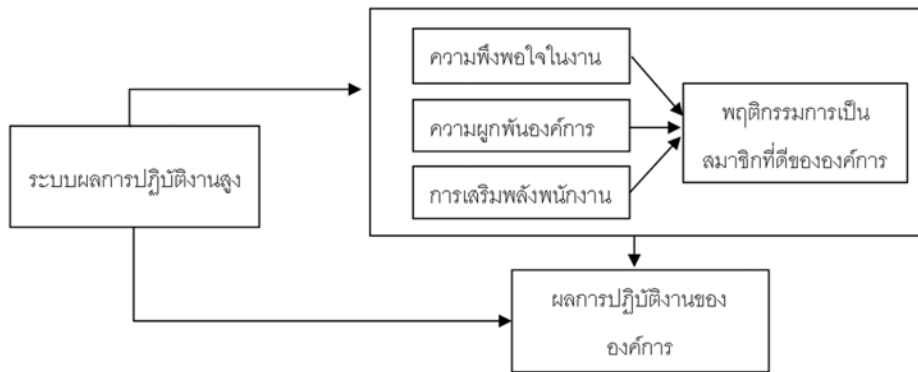 ระบบผลการปฏิบัติงานสูง
ความพึงพอใจในงาน
ความผูกพันองค์การ
การเสริมพลังพนักงาน
พฤติกรรมการเป็น
สมาชิกที่ดีขององค์การ
ผลการปฏิบัติงานของ
องค์การ